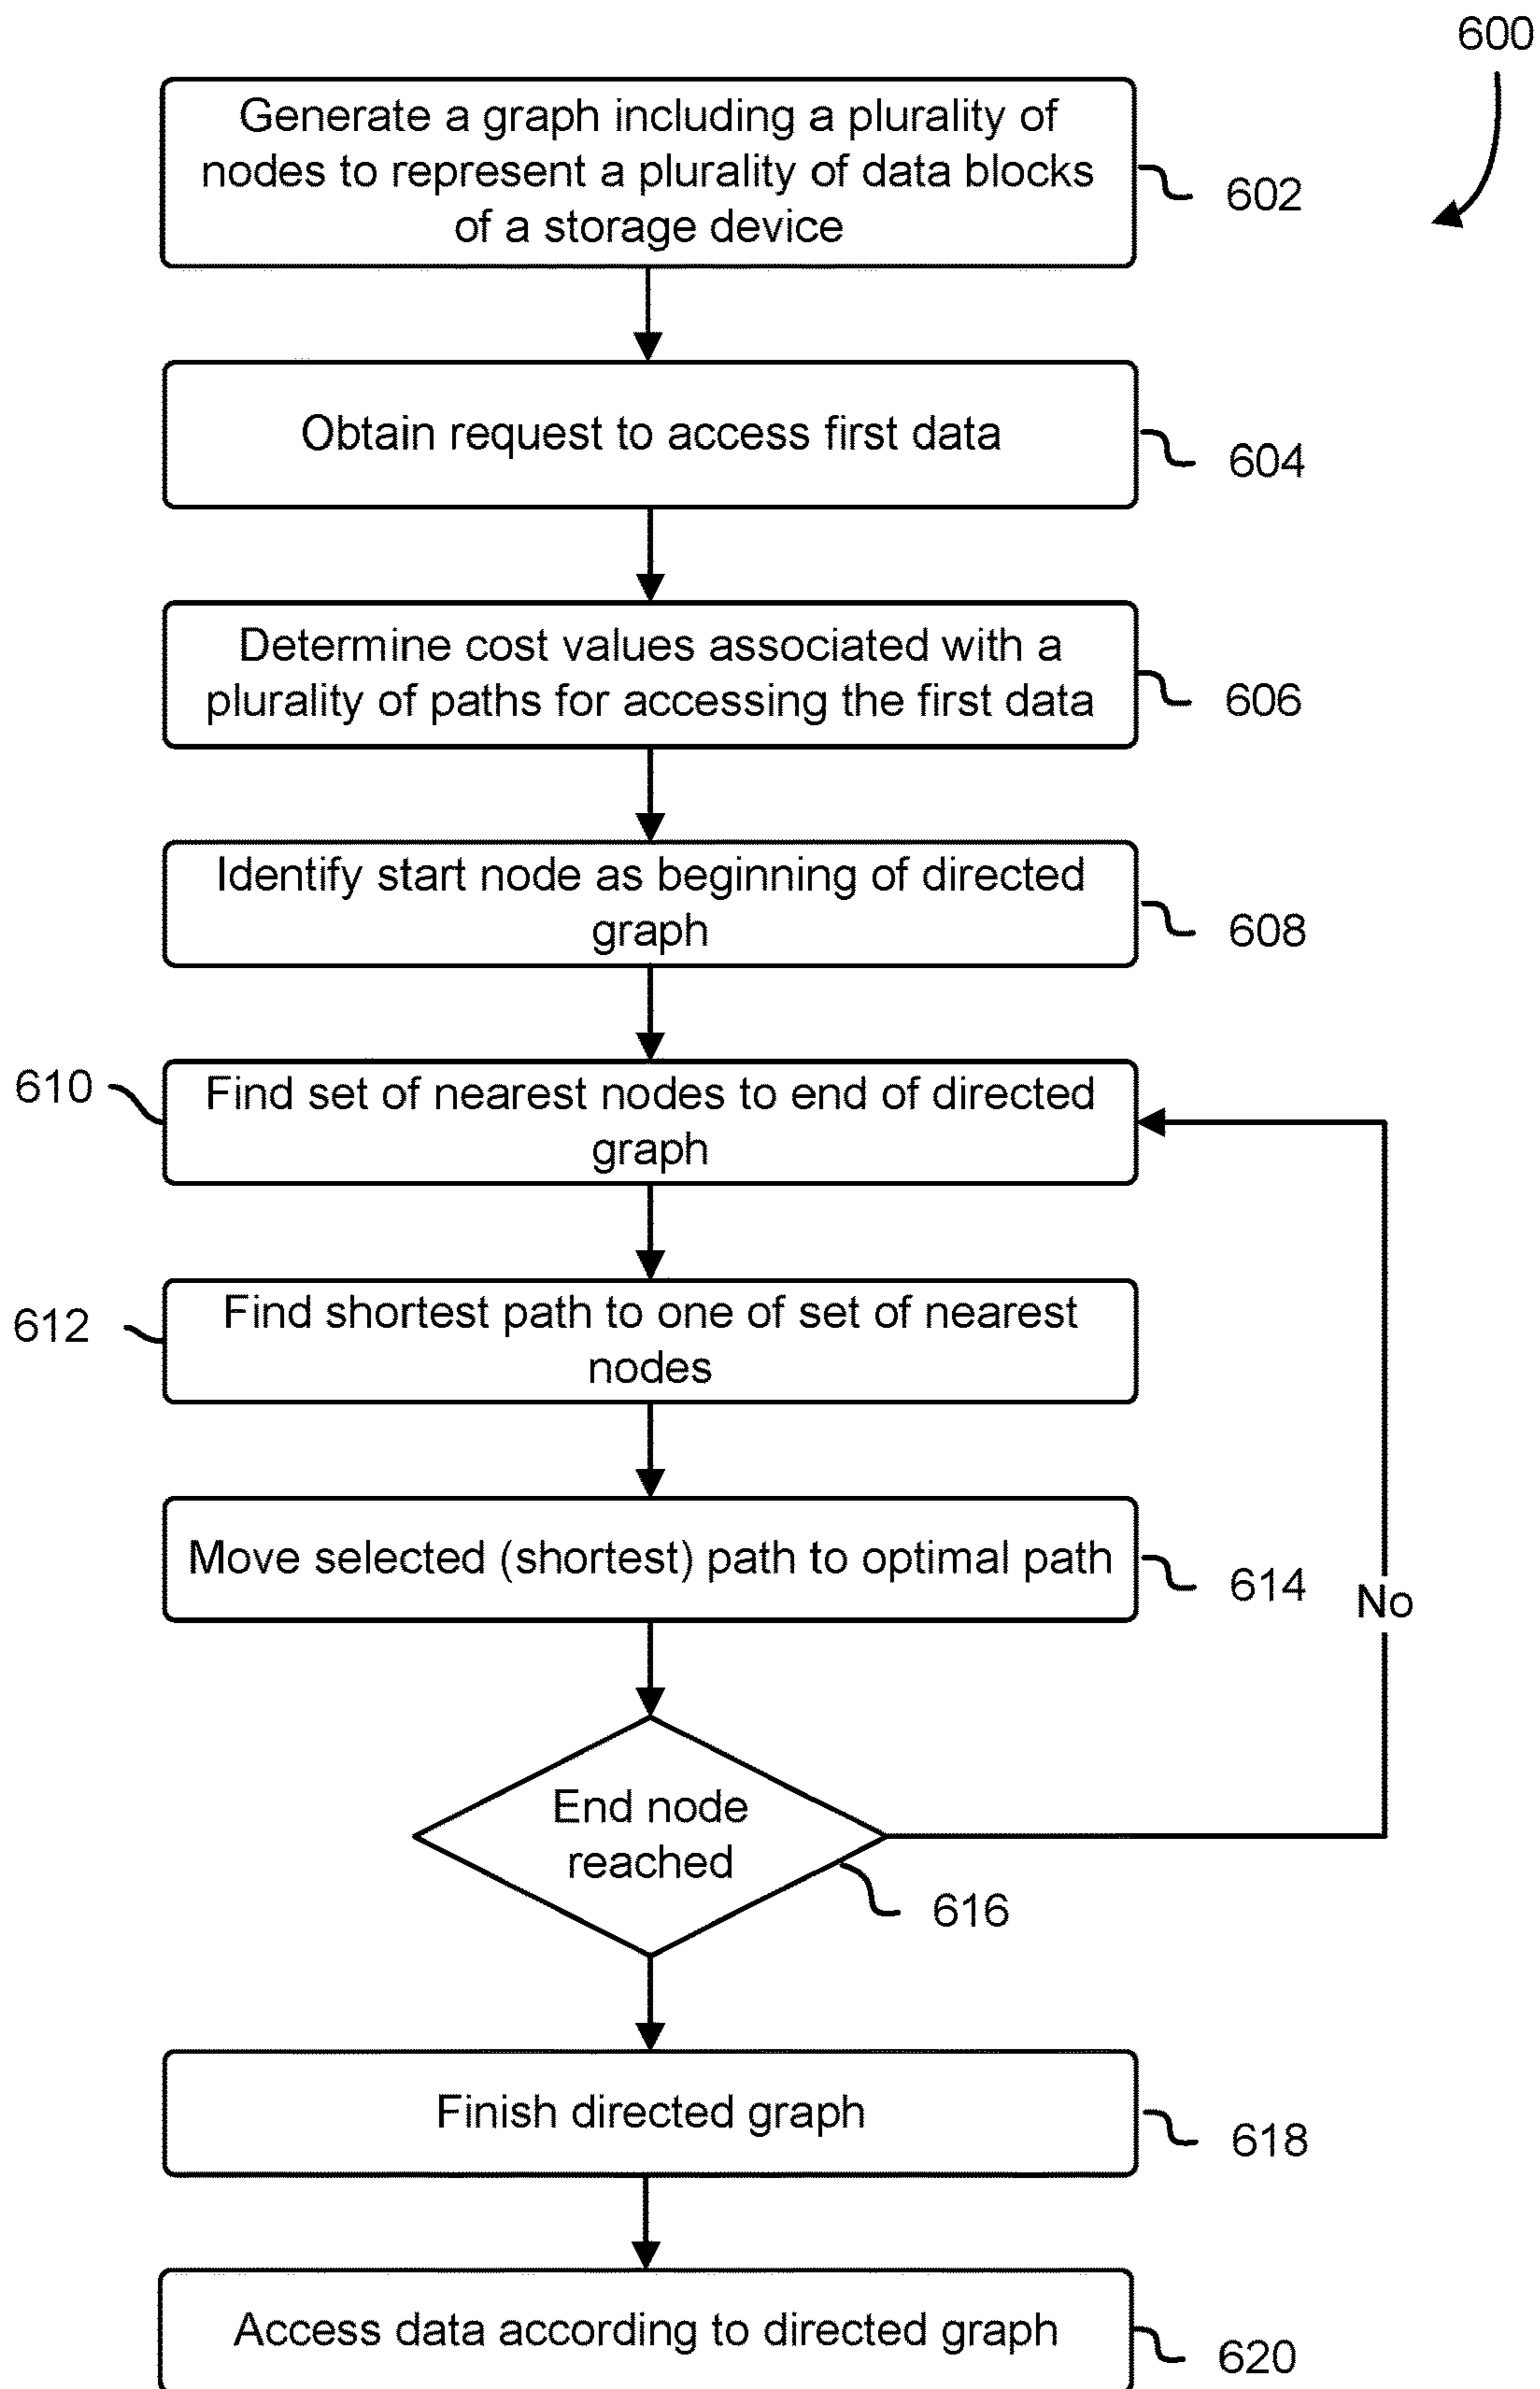 600
Generate a graph including a plurality of
nodes to represent a plurality of data blocks
of a storage device
602
Obtain request to access first data
604
Determine cost values associated with a
plurality of paths for accessing the first data
606
Identify start node as beginning of directed
graph
608
610
Find set of nearest nodes to end of directed
graph
612
Find shortest path to one of set of nearest
nodes
Move selected (shortest) path to optimal path
614
No
End node
reached
616
Finish directed graph
618
Access data according to directed graph
620